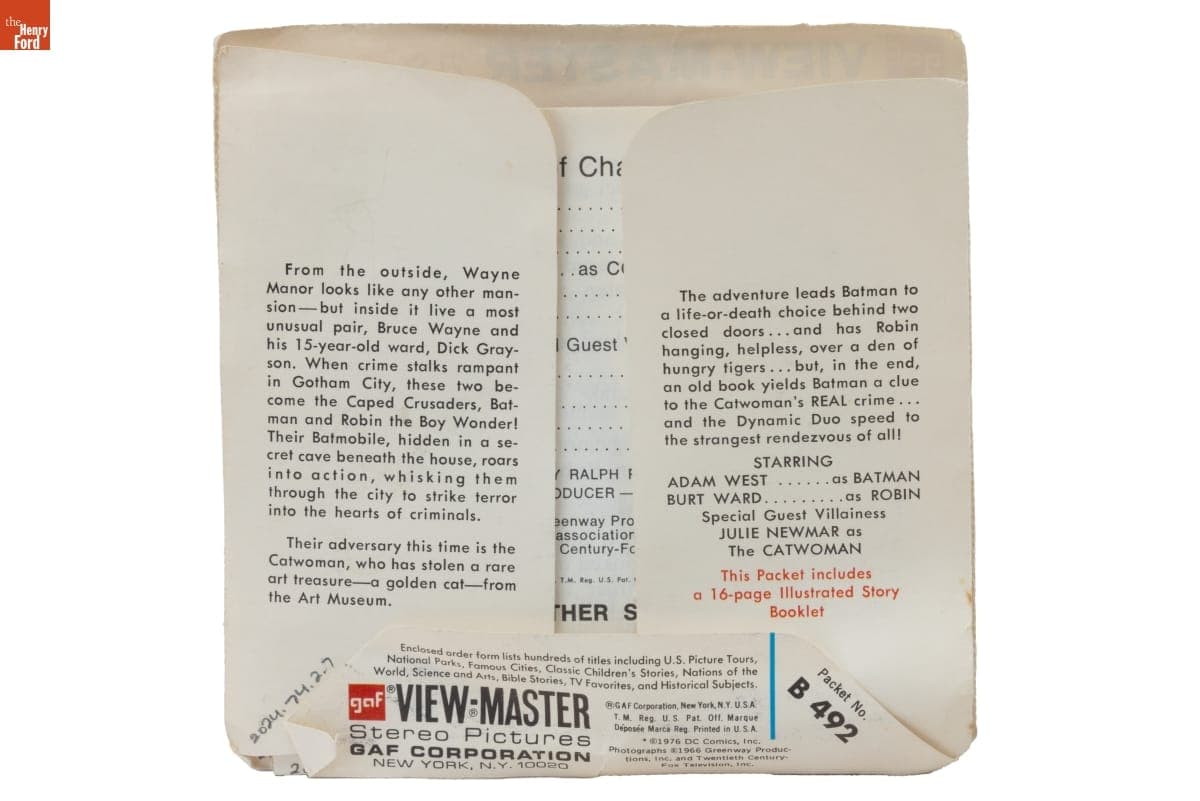 the
Henry
Ford
From the outside, Wayne
Manor looks like any other man-
sion—but inside it live a most
unusual pair, Bruce Wayne and
his 15-year-old ward, Dick Gray-
son. When crime stalks rampant
in Gotham City, these two be-
come the Caped Crusaders, Bat-
man and Robin the Boy Wonder!
Their Batmobile, hidden in a se-
cret cave beneath the house, roars
into action, whisking them
through the city to strike terror
into the hearts of criminals.
Their adversary this time is the
Catwoman, who has stolen a rare
art treasure—a golden cat—from
the Art Museum.
f Cha
. . as CO
l Guest
Y RALPH
ODUCER —
eenway Pro
association
Century-Fo
T.M. Reg. U.S. Pat.
THER S
The adventure leads Batman to
a life-or-death choice behind two
closed doors...and has Robin
hanging, helpless, over a den of
hungry tigers...but, in the end,
an old book yields Batman a clue
to the Catwoman's REAL crime...
and the Dynamic Duo speed to
the strangest rendezvous of all!
STARRING
ADAM WEST ......as BATMAN
BURT WARD.........as ROBIN
Special Guest Villainess
JULIE NEWMAR as
The CATWOMAN
This Packet includes
a 16-page Illustrated Story
Booklet
Enclosed order form lists hundreds of titles including U.S. Picture Tours,
National Parks, Famous Cities, Classic Children's Stories, Nations of the
World, Science and Arts, Bible Stories, TV Favorites, and Historical Subjects.
gaf® VIEW-MASTER®
Stereo Pictures
GAF CORPORATION
NEW YORK, N.Y. 10020
®GAF Corporation, New York, N.Y. U.S.A.
T. M. Reg. U S Pat. Off. Marque
Déposée Marca Reg. Printed in U.S.A.
* ©1976 DC Comics, Inc.
Photographs ©1966 Greenway Produc-
tions, Inc. and Twentieth Century-
Fox Television, Inc.
Packet No.
B 492
2024.74.2.7